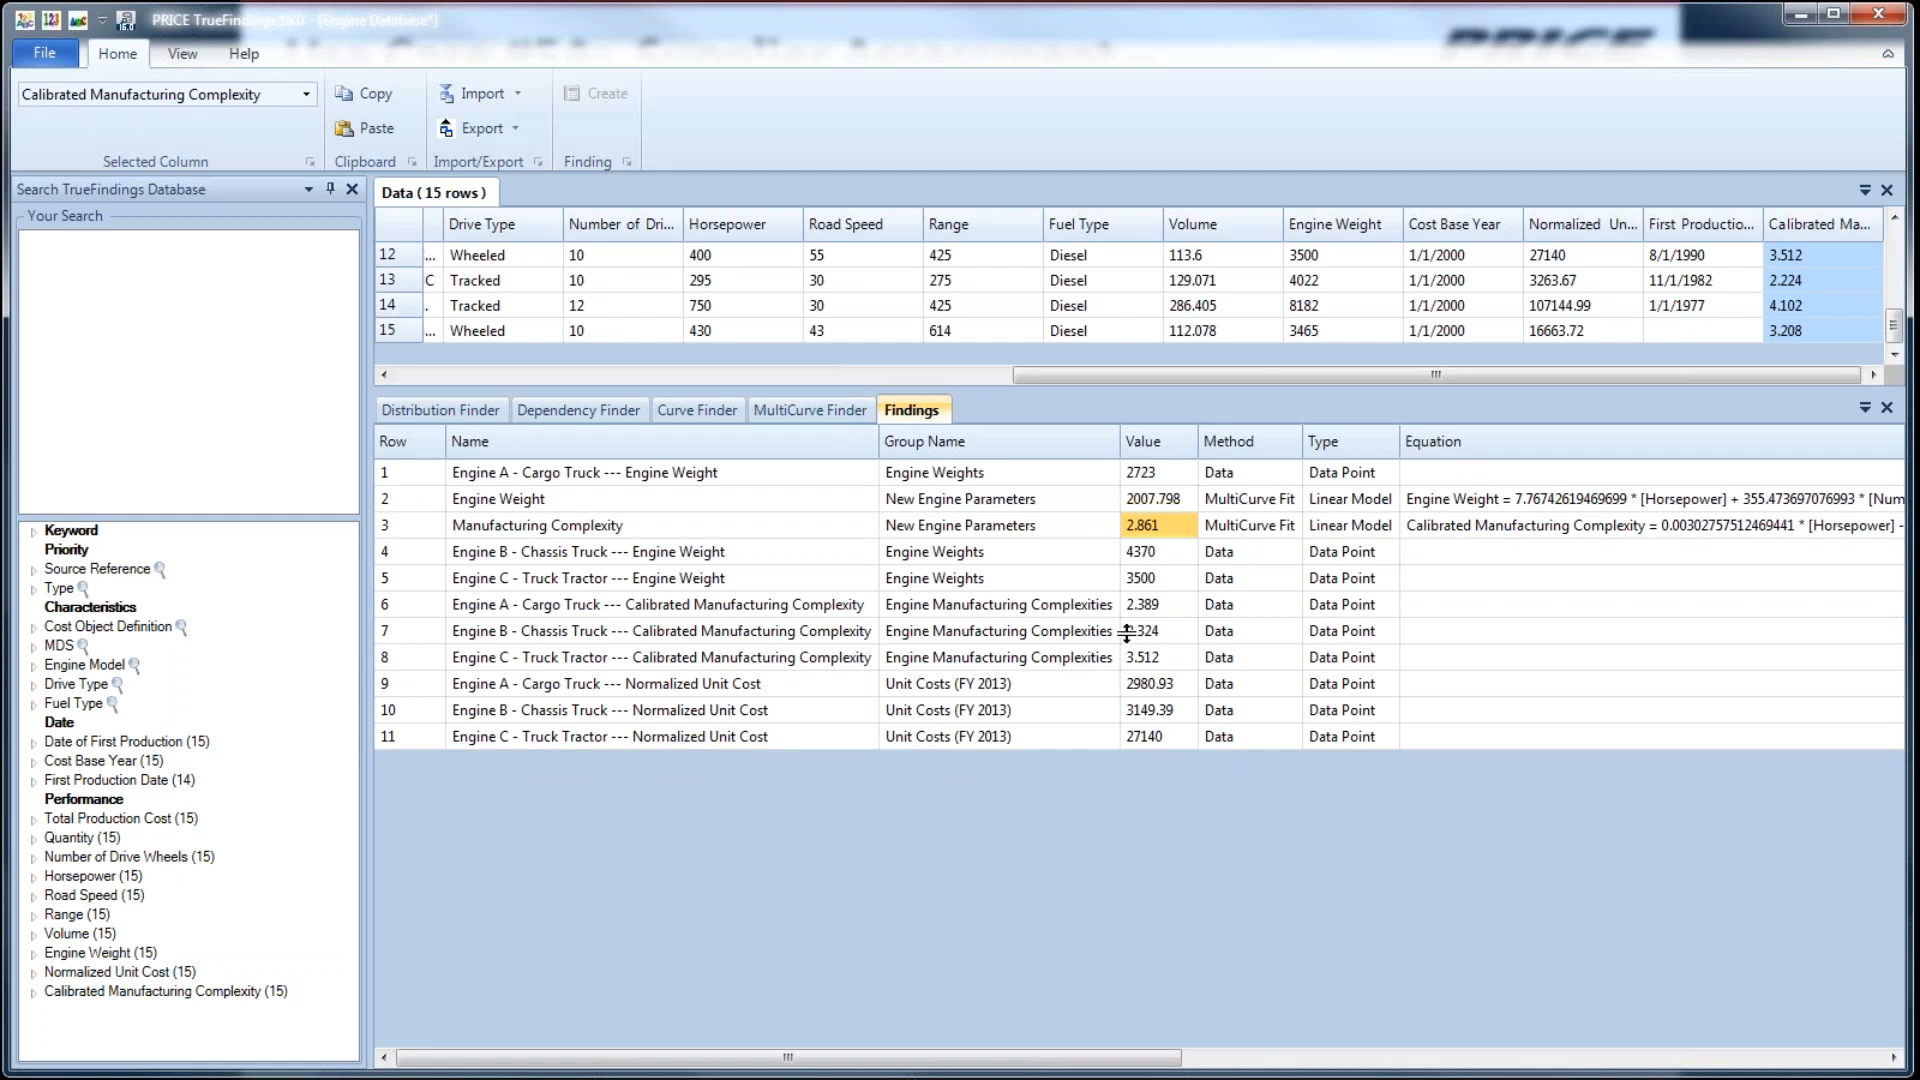 PRICE TrueFindings 16.0 - [Engine Database*]
File Home View Help
Calibrated Manufacturing Complexity
Copy Import Create
Paste Export
Selected Column Clipboard Import/Export Finding
Search TrueFindings Database
Your Search
Keyword
Priority
Source Reference
Type
Characteristics
Cost Object Definition
MDS
Engine Model
Drive Type
Fuel Type
Date
Date of First Production (15)
Cost Base Year (15)
First Production Date (14)
Performance
Total Production Cost (15)
Quantity (15)
Number of Drive Wheels (15)
Horsepower (15)
Road Speed (15)
Range (15)
Volume (15)
Engine Weight (15)
Normalized Unit Cost (15)
Calibrated Manufacturing Complexity (15)
Data ( 15 rows )
Drive Type Number of Dri... Horsepower Road Speed Range Fuel Type Volume Engine Weight Cost Base Year Normalized Un... First Productio... Calibrated Ma...
12 ... Wheeled 10 400 55 425 Diesel 113.6 3500 1/1/2000 27140 8/1/1990 3.512
13 C Tracked 10 295 30 275 Diesel 129.071 4022 1/1/2000 3263.67 11/1/1982 2.224
14 . Tracked 12 750 30 425 Diesel 286.405 8182 1/1/2000 107144.99 1/1/1977 4.102
15 ... Wheeled 10 430 43 614 Diesel 112.078 3465 1/1/2000 16663.72 3.208
Distribution Finder Dependency Finder Curve Finder MultiCurve Finder Findings
Row Name Group Name Value Method Type Equation
1 Engine A - Cargo Truck --- Engine Weight Engine Weights 2723 Data Data Point
2 Engine Weight New Engine Parameters 2007.798 MultiCurve Fit Linear Model Engine Weight = 7.76742619469699 * [Horsepower] + 355.473697076993 * [Num
3 Manufacturing Complexity New Engine Parameters 2.861 MultiCurve Fit Linear Model Calibrated Manufacturing Complexity = 0.00302757512469441 * [Horsepower] -
4 Engine B - Chassis Truck --- Engine Weight Engine Weights 4370 Data Data Point
5 Engine C - Truck Tractor --- Engine Weight Engine Weights 3500 Data Data Point
6 Engine A - Cargo Truck --- Calibrated Manufacturing Complexity Engine Manufacturing Complexities 2.389 Data Data Point
7 Engine B - Chassis Truck --- Calibrated Manufacturing Complexity Engine Manufacturing Complexities .324 Data Data Point
8 Engine C - Truck Tractor --- Calibrated Manufacturing Complexity Engine Manufacturing Complexities 3.512 Data Data Point
9 Engine A - Cargo Truck --- Normalized Unit Cost Unit Costs (FY 2013) 2980.93 Data Data Point
10 Engine B - Chassis Truck --- Normalized Unit Cost Unit Costs (FY 2013) 3149.39 Data Data Point
11 Engine C - Truck Tractor --- Normalized Unit Cost Unit Costs (FY 2013) 27140 Data Data Point